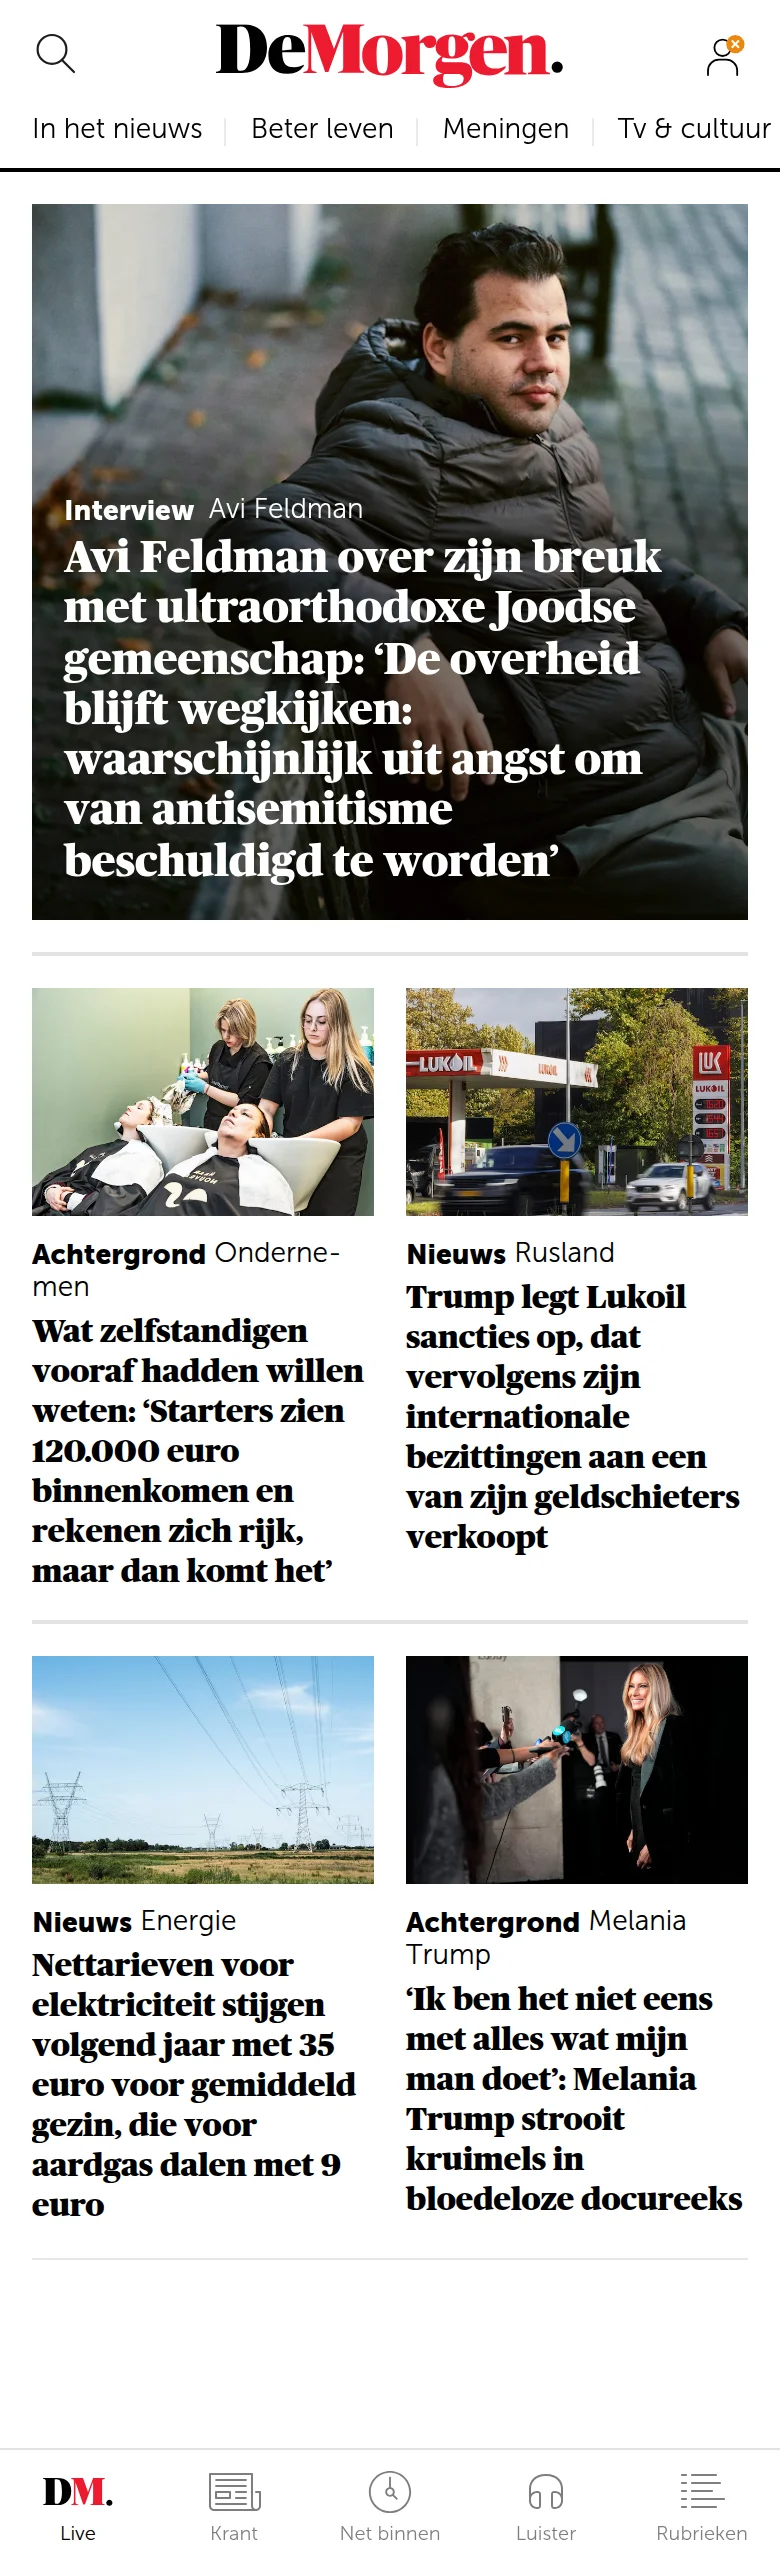 DeMorgen.
In het nieuws
Beter leven
Meningen
Tv & cultuur
Interview Avi Feldman
Avi Feldman over zijn breuk
met ultraorthodoxe Joodse
gemeenschap: ‘De overheid
blijft wegkijken:
waarschijnlijk uit angst om
van antisemitisme
beschuldigd te worden’
LUKOIL
LUKOIL
LUK
LUKOIL
Achtergrond Onderne-
men
Wat zelfstandigen
vooraf hadden willen
weten: ‘Starters zien
120.000 euro
binnenkomen en
rekenen zich rijk,
maar dan komt het’
Nieuws Rusland
Trump legt Lukoil
sancties op, dat
vervolgens zijn
internationale
bezittingen aan een
van zijn geldschieters
verkoopt
Nieuws Energie
Nettarieven voor
elektriciteit stijgen
volgend jaar met 35
euro voor gemiddeld
gezin, die voor
aardgas dalen met 9
euro
Achtergrond Melania
Trump
‘Ik ben het niet eens
met alles wat mijn
man doet’: Melania
Trump strooit
kruimels in
bloedeloze docureeks
DM.
Live
Krant
Net binnen
Luister
Rubrieken